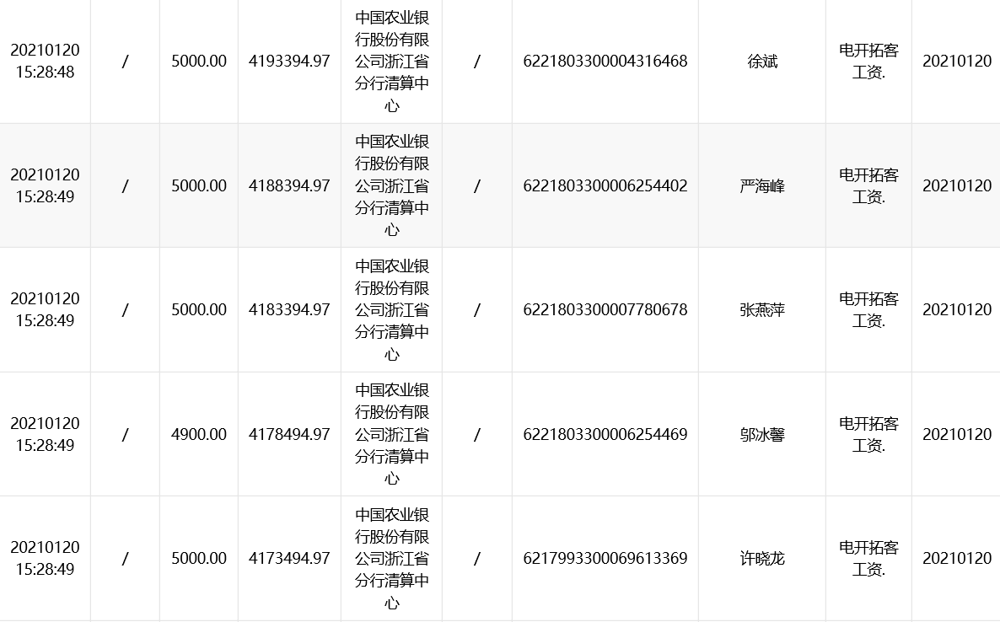 20210120
15:28:48
/
5000.00
4193394.97
中国农业银
行股份有限
公司浙江省
分行清算中
心
/
6221803300004316468
徐斌
电开拓客
工资.
20210120
20210120
15:28:49
/
5000.00
4188394.97
中国农业银
行股份有限
公司浙江省
分行清算中
心
/
6221803300006254402
严海峰
电开拓客
工资.
20210120
20210120
15:28:49
/
5000.00
4183394.97
中国农业银
行股份有限
公司浙江省
分行清算中
心
/
6221803300007780678
张燕萍
电开拓客
工资.
20210120
20210120
15:28:49
/
4900.00
4178494.97
中国农业银
行股份有限
公司浙江省
分行清算中
心
/
6221803300006254469
邬冰馨
电开拓客
工资.
20210120
20210120
15:28:49
/
5000.00
4173494.97
中国农业银
行股份有限
公司浙江省
分行清算中
心
/
6217993300069613369
许晓龙
电开拓客
工资.
20210120